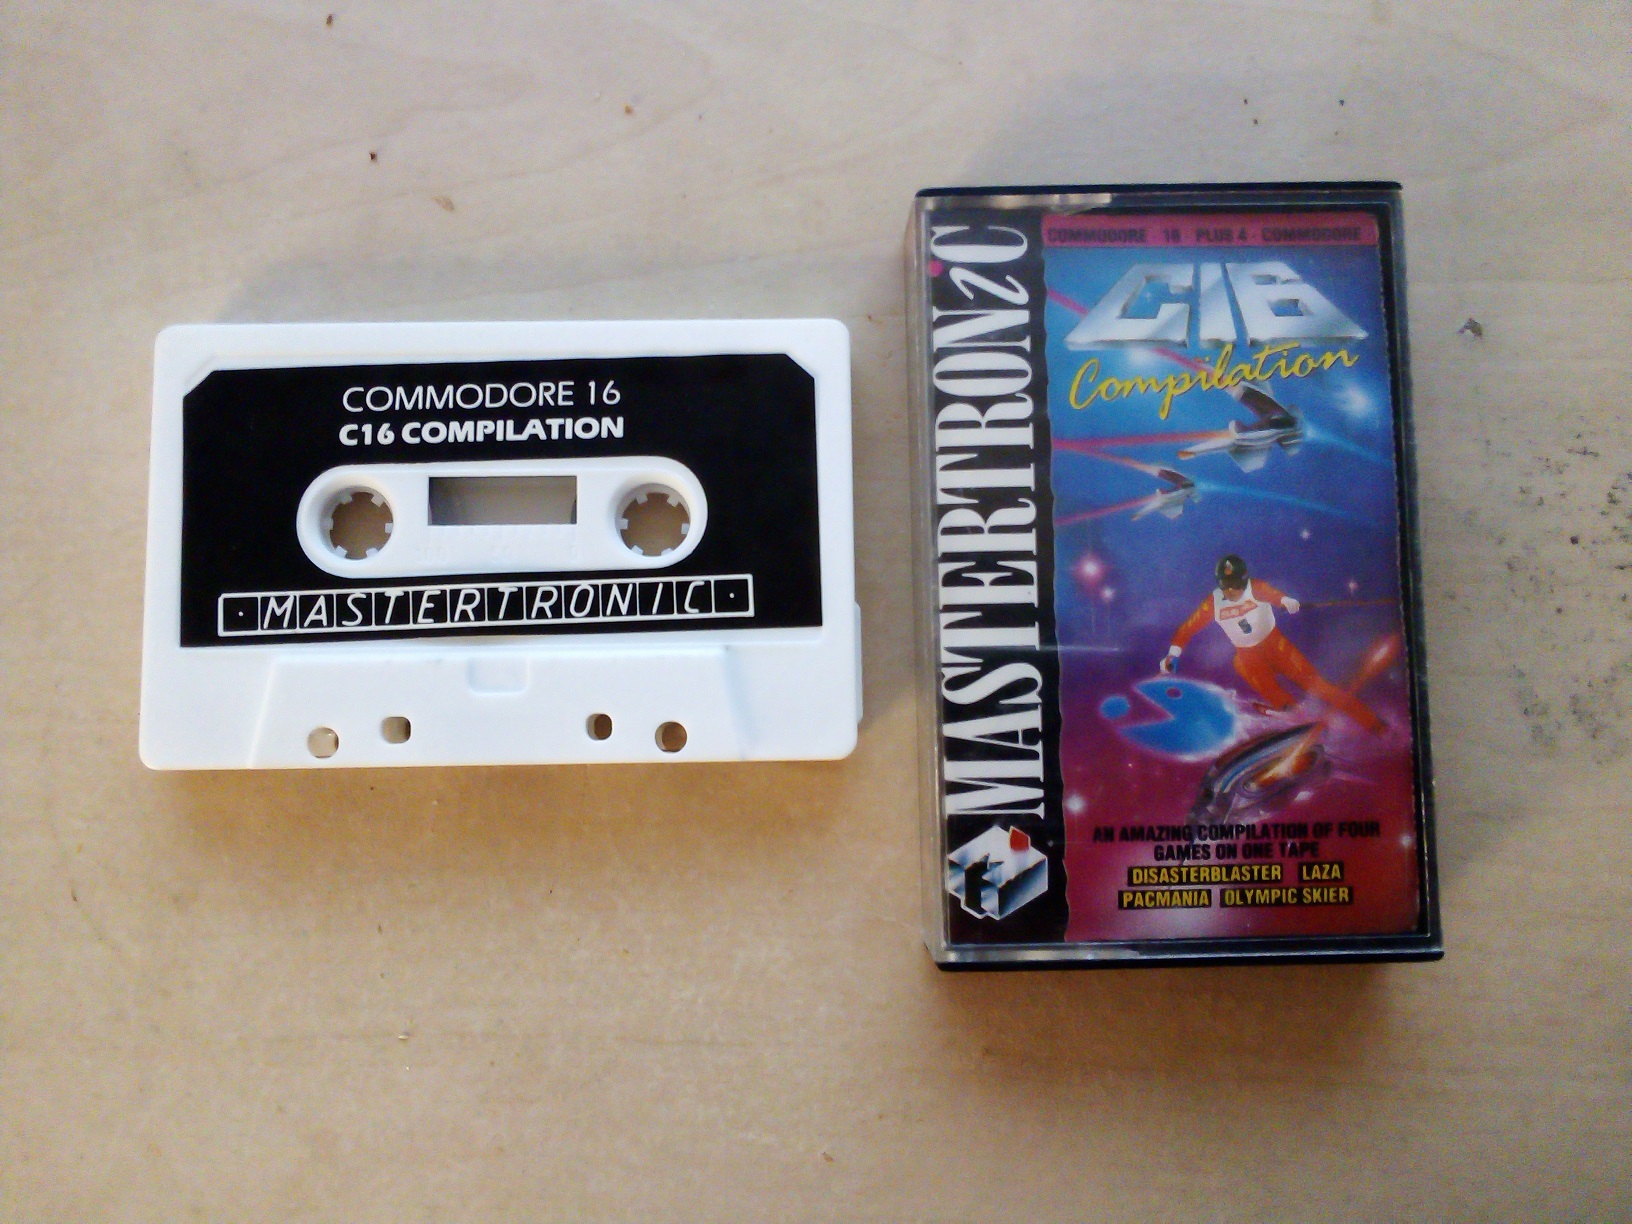 COMMODORE 16
C16 COMPILATION
MASTERTRONIC
MASTERTRONiC
COMMODORE · 16 · PLUS 4 · COMMODORE
C16
Compilation
AN AMAZING COMPILATION OF FOUR
GAMES ON ONE TAPE
DISASTERBLASTER LAZA
PACMANIA OLYMPIC SKIER